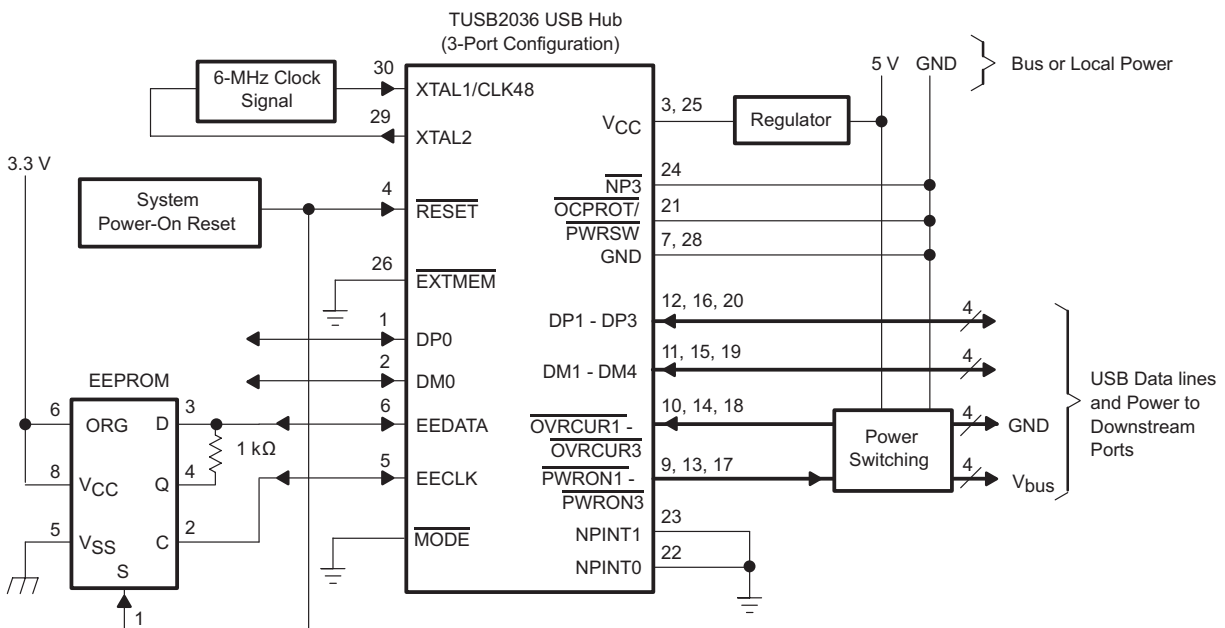 TUSB2036 USB Hub
(3-Port Configuration)
5 V GND
Bus or Local Power
6-MHz Clock
Signal
30
XTAL1/CLK48
29
XTAL2
3, 25
VCC
Regulator
3.3 V
System
Power-On Reset
4
RESET
24
NP3
21
OCPROT/
PWRSW
7, 28
GND
26
EXTMEM
12, 16, 20
DP1 - DP3
4
1
DP0
11, 15, 19
DM1 - DM4
4
2
DM0
USB Data lines
and Power to
Downstream
Ports
EEPROM
6
ORG
D
3
6
EEDATA
10, 14, 18
OVRCUR1 -
OVRCUR3
Power
Switching
4
GND
1 kΩ
8
VCC
Q
4
5
EECLK
9, 13, 17
PWRON1 -
PWRON3
4
Vbus
5
VSS
C
2
MODE
23
NPINT1
22
NPINT0
S
1